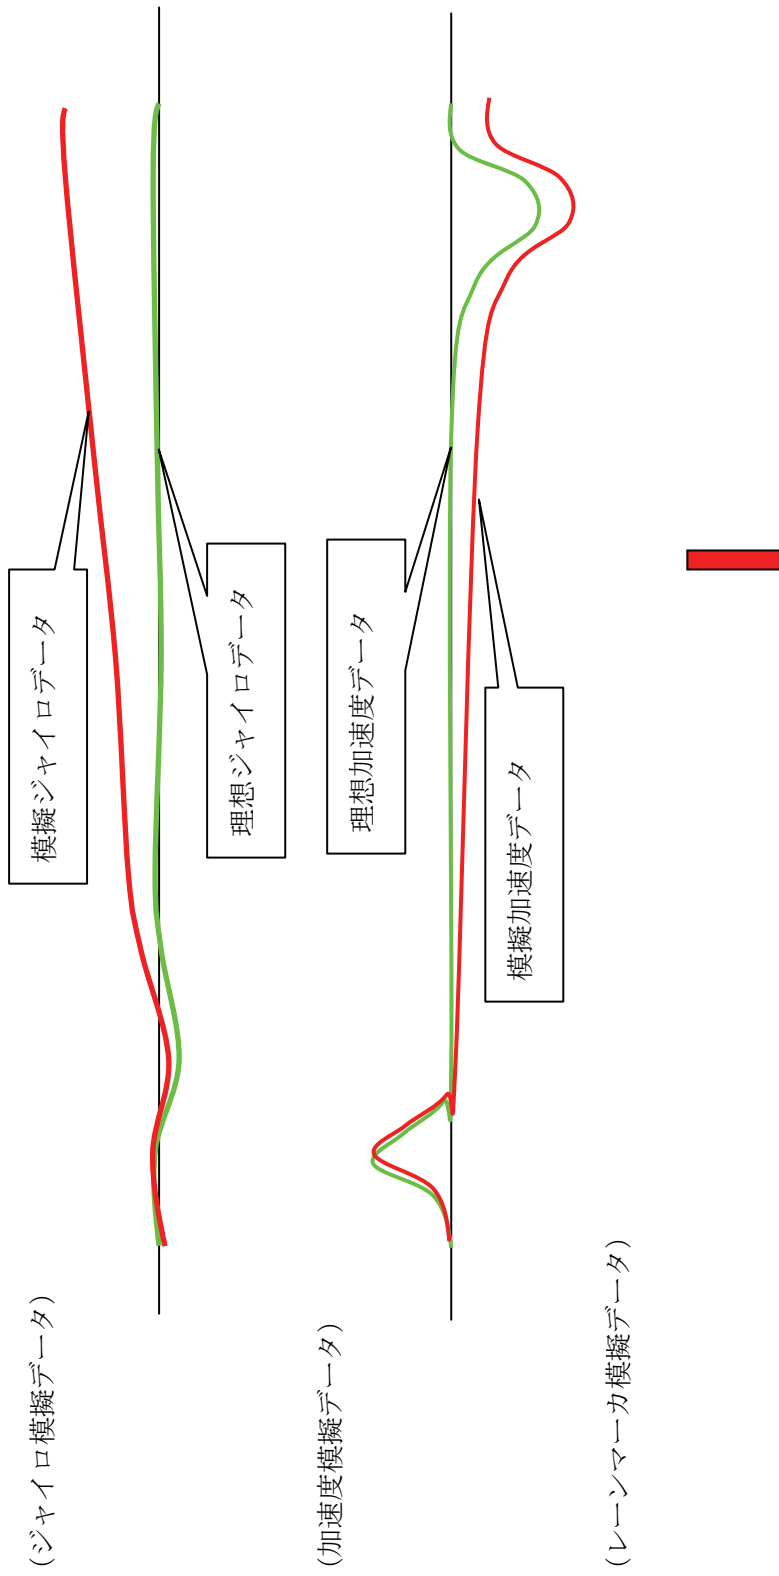 (ジャイロ模擬データ)
模擬ジャイロデータ
理想ジャイロデータ
(加速度模擬データ)
理想加速度データ
模擬加速度データ
(レーンマーカ模擬データ)